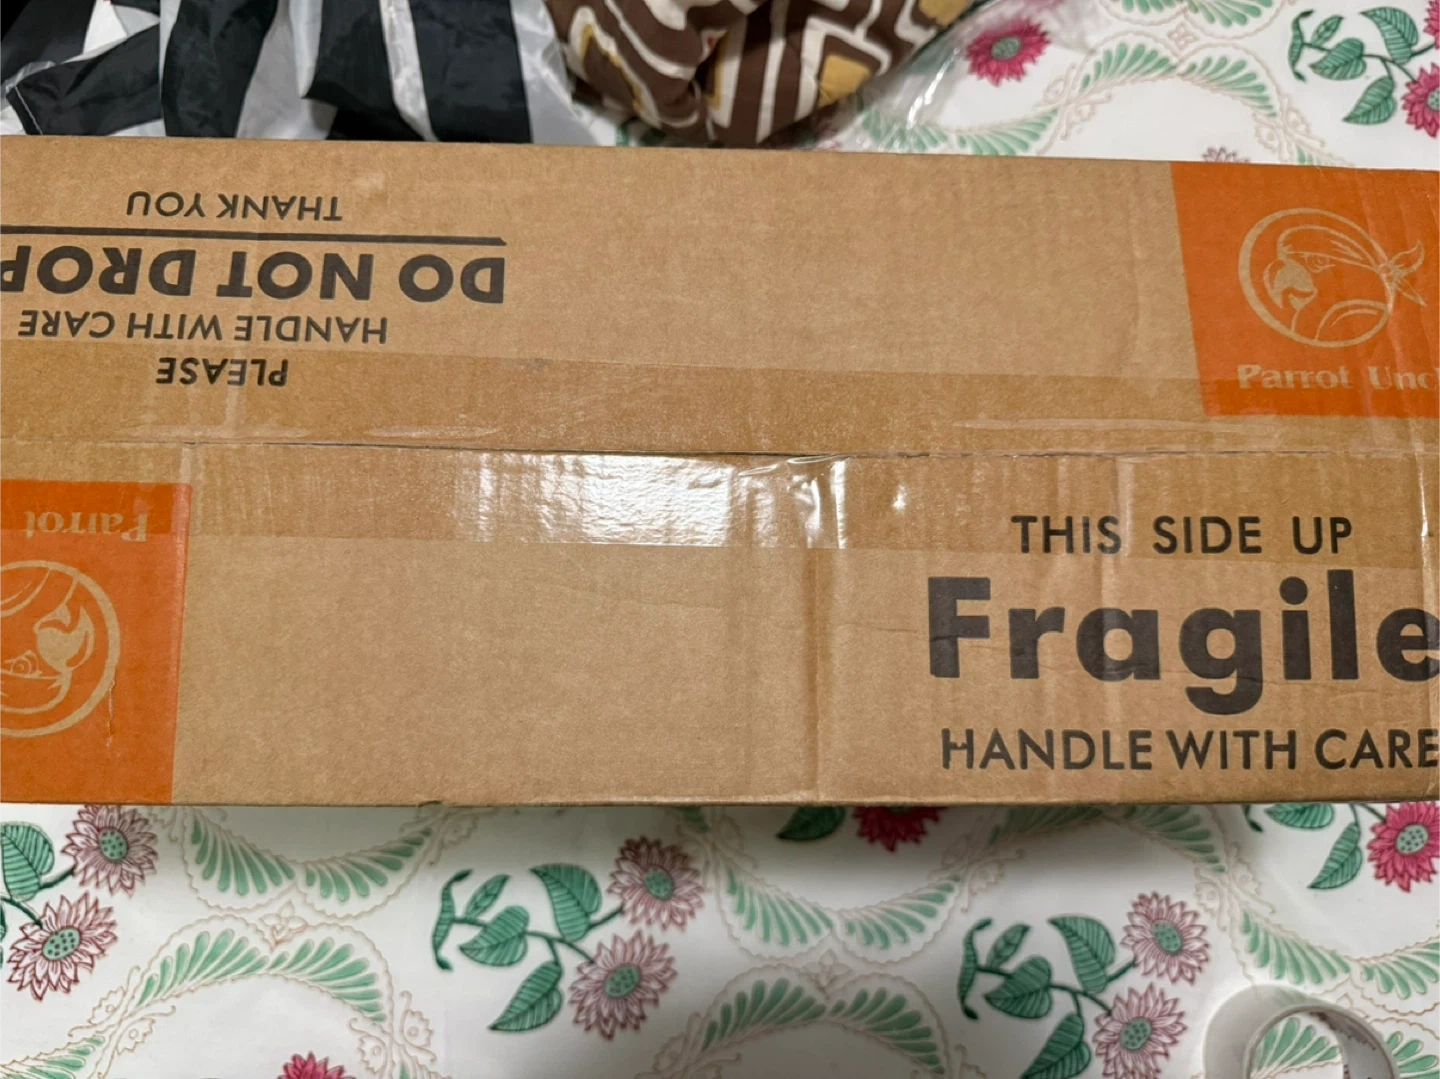 THANK YOU
DO NOT DROP
HANDLE WITH CARE
PLEASE
Parrot Unc
Parrot
THIS SIDE UP
Fragile
HANDLE WITH CARE